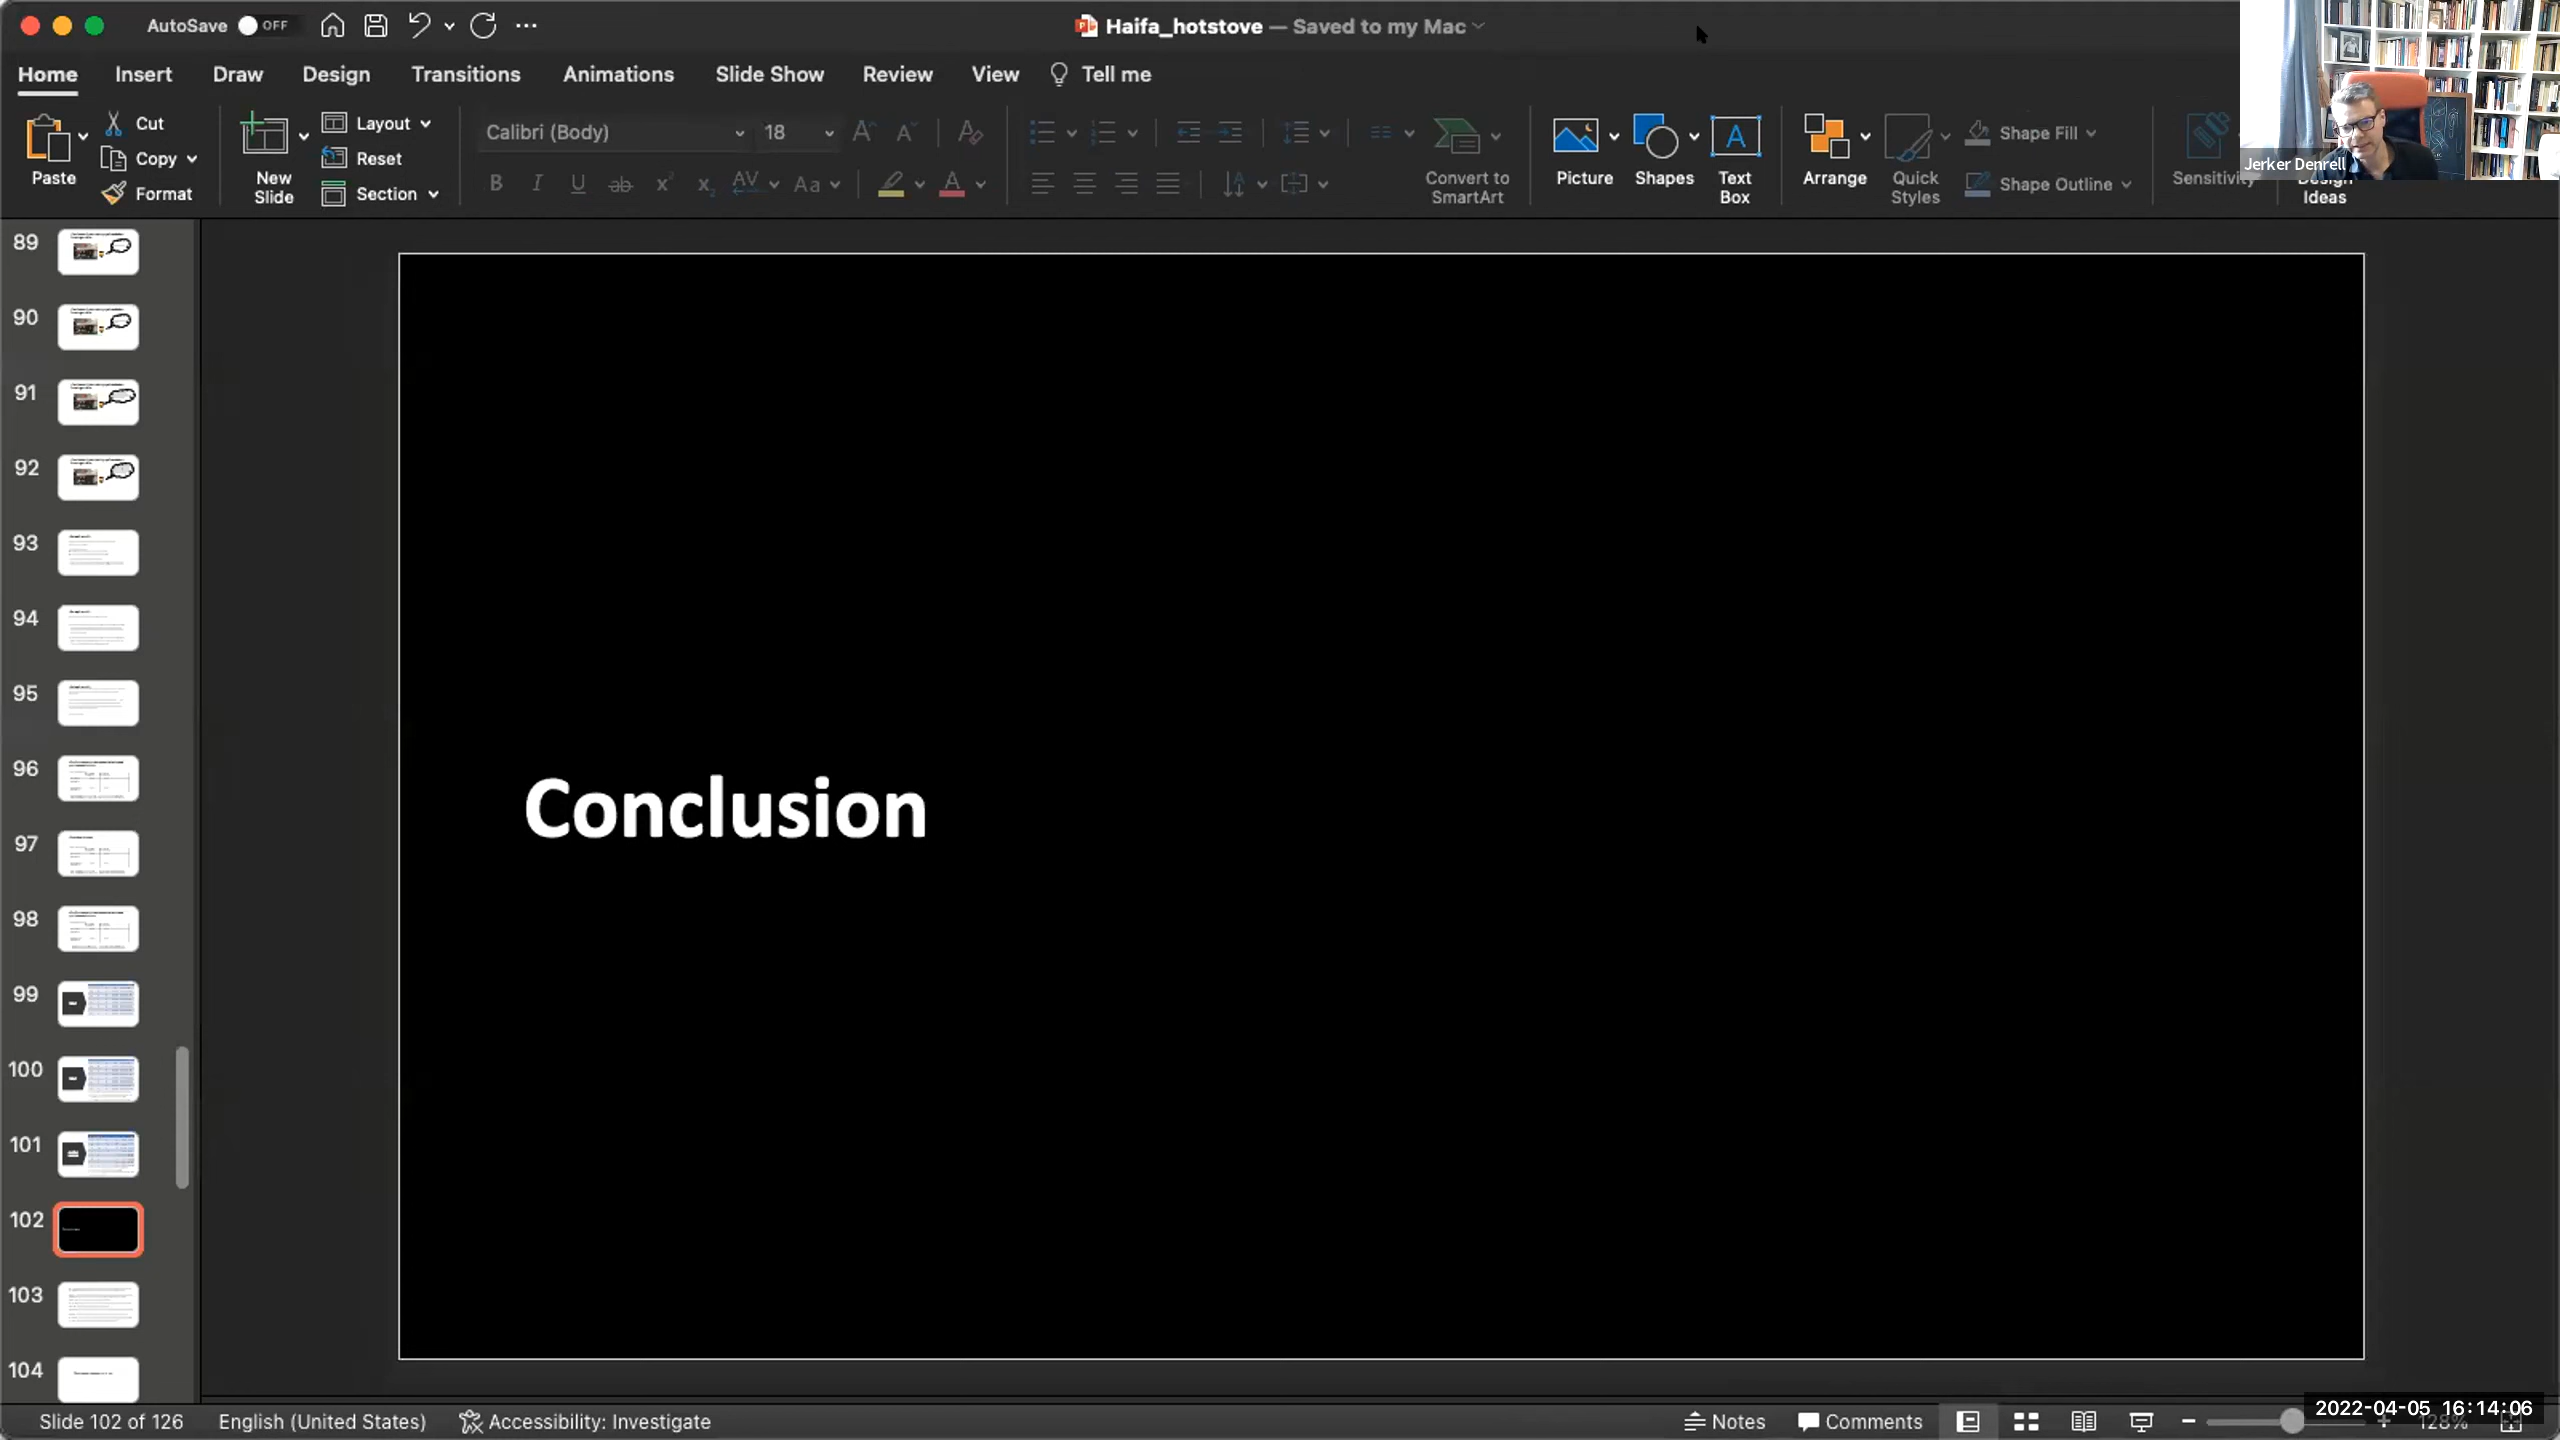 AutoSave OFF
Haifa_hotstove — Saved to my Mac
Home Insert Draw Design Transitions Animations Slide Show Review View Tell me
Paste
Cut
Copy
Format
New Slide
Layout
Reset
Section
Calibri (Body) 18
Convert to SmartArt
Picture
Shapes
Text Box
Arrange
Quick Styles
Shape Fill
Shape Outline
Sensitivity
Design Ideas
Jerker Denrell
89
90
91
92
93
94
95
96
97
98
99
100
101
102
103
104
Conclusion
Slide 102 of 126 English (United States) Accessibility: Investigate
Notes Comments
128%
2022-04-05 16:14:06